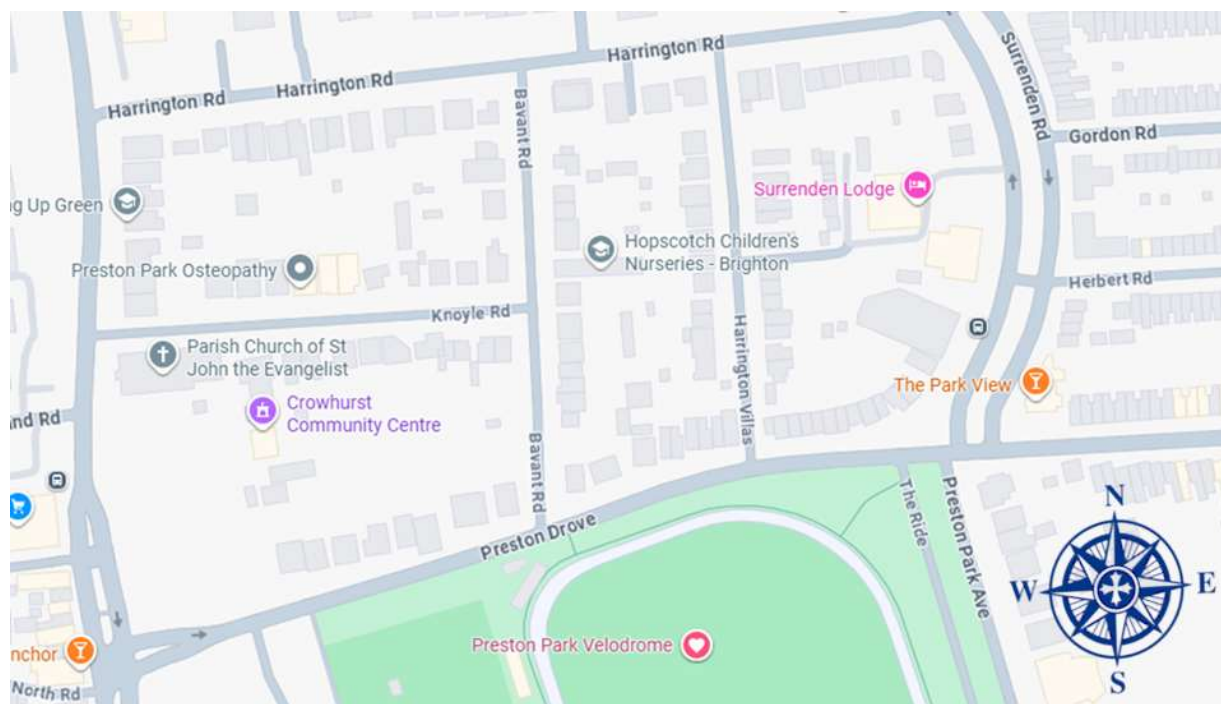 Harrington Rd
Surrenden Rd
Harrington Rd
Harrington Rd
Bavant Rd
Gordon Rd
Surrenden Lodge
g Up Green
Hopscotch Children's
Nurseries - Brighton
Preston Park Osteopathy
Herbert Rd
Knoyle Rd
Parish Church of St
John the Evangelist
Harrington Villas
The Park View
Crowhurst
Community Centre
nd Rd
Bavant Rd
Preston Drove
The Ride
Preston Park Ave
N
W
E
S
Preston Park Velodrome
nchor
North Rd